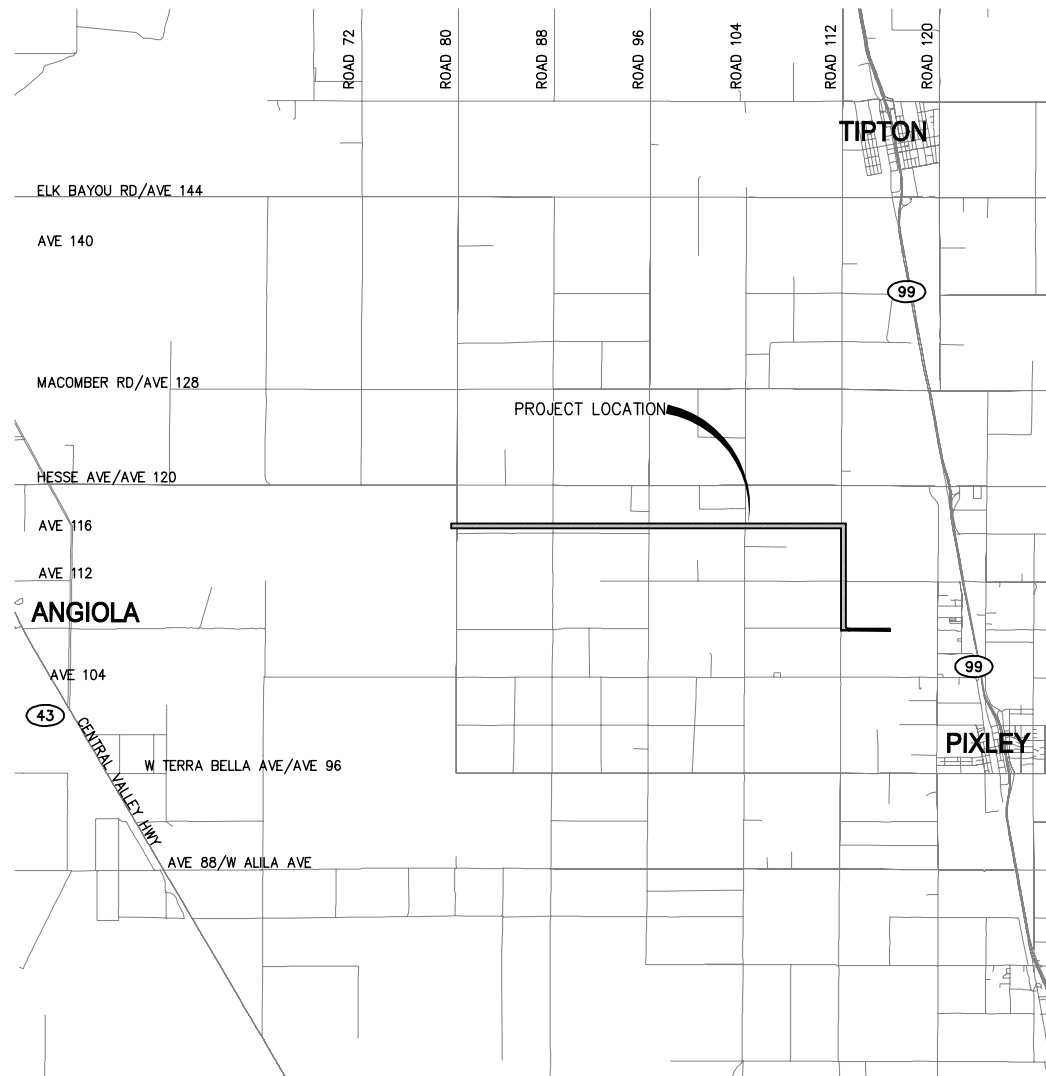 ROAD 72
ROAD 80
ROAD 88
ROAD 96
ROAD 104
ROAD 112
ROAD 120
TIPTON
ELK BAYOU RD/AVE 144
AVE 140
99
MACOMBER RD/AVE 128
PROJECT LOCATION
HESSE AVE/AVE 120
AVE 116
AVE 112
ANGIOLA
AVE 104
99
43
CENTRAL VALLEY HWY
PIXLEY
W TERRA BELLA AVE/AVE 96
AVE 88/W ALILA AVE